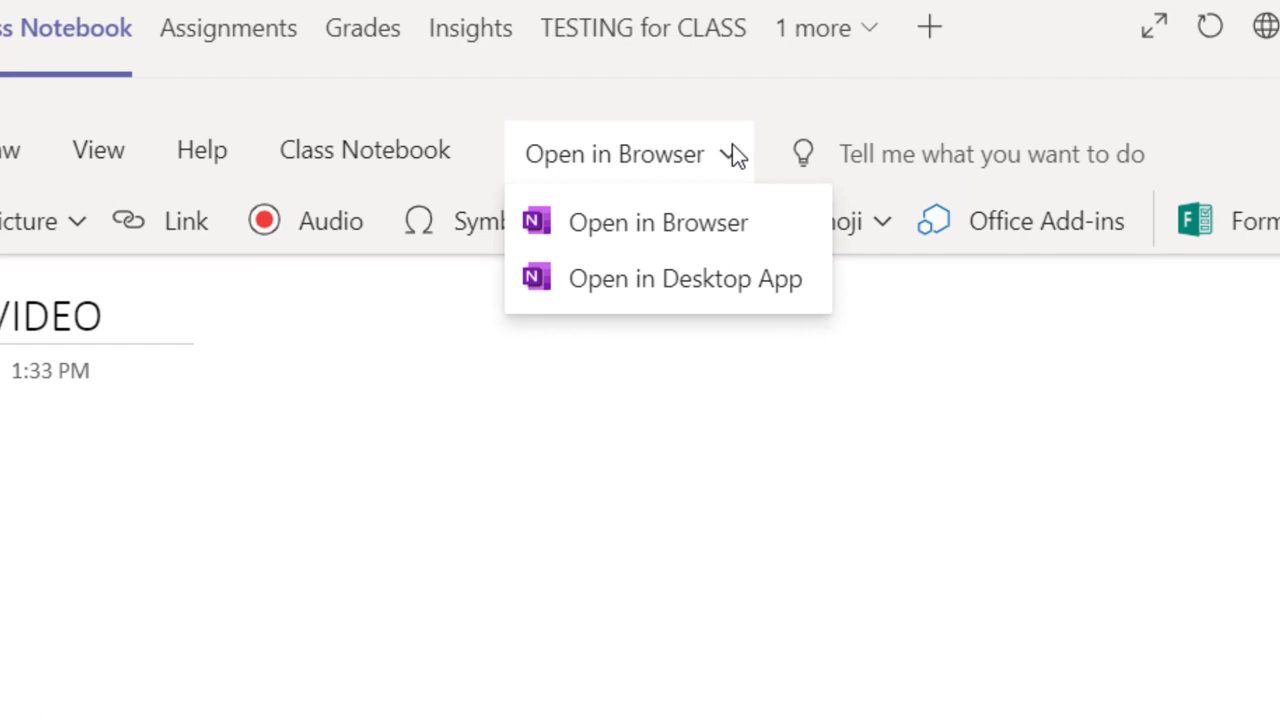 Notebook Assignments Grades Insights TESTING for CLASS 1 more
View Help Class Notebook Open in Browser Tell me what you want to do
Link Audio Office Add-ins
Open in Browser
Open in Desktop App
1:33 PM